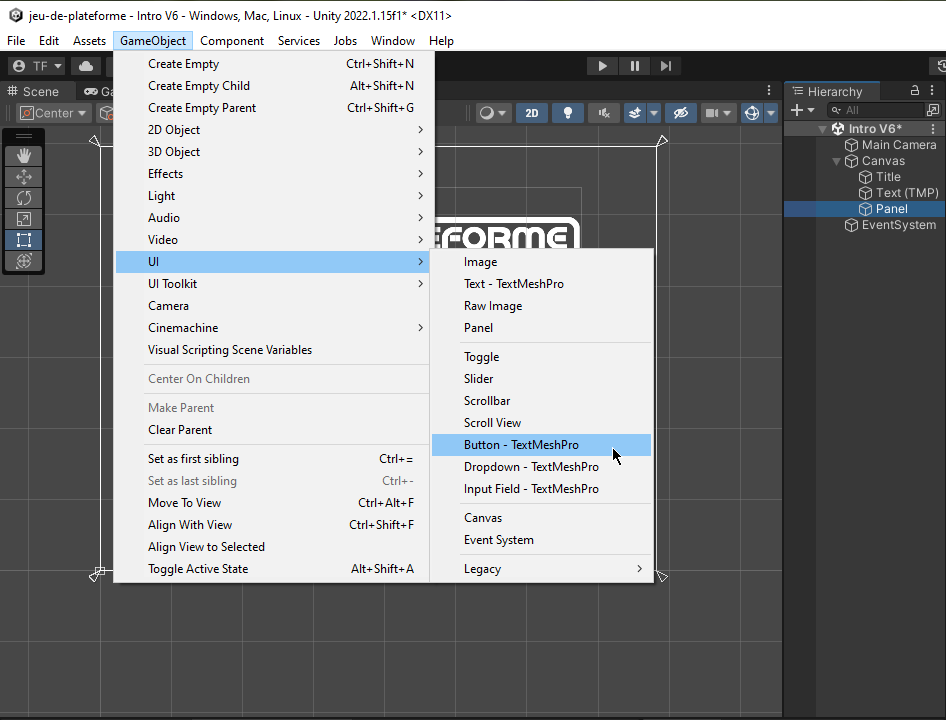 jeu-de-plateforme - Intro V6 - Windows, Mac, Linux - Unity 2022.1.15f1* <DX11>
File Edit Assets GameObject Component Services Jobs Window Help
TF
Scene
Ga
Center
2D
Create Empty Ctrl+Shift+N
Create Empty Child Alt+Shift+N
Create Empty Parent Ctrl+Shift+G
2D Object
3D Object
Effects
Light
Audio
Video
UI
UI Toolkit
Camera
Cinemachine
Visual Scripting Scene Variables
Center On Children
Make Parent
Clear Parent
Set as first sibling Ctrl+=
Set as last sibling Ctrl+-
Move To View Ctrl+Alt+F
Align With View Ctrl+Shift+F
Align View to Selected
Toggle Active State Alt+Shift+A
FORME
Image
Text - TextMeshPro
Raw Image
Panel
Toggle
Slider
Scrollbar
Scroll View
Button - TextMeshPro
Dropdown - TextMeshPro
Input Field - TextMeshPro
Canvas
Event System
Legacy
Hierarchy
All
Intro V6*
Main Camera
Canvas
Title
Text (TMP)
Panel
EventSystem